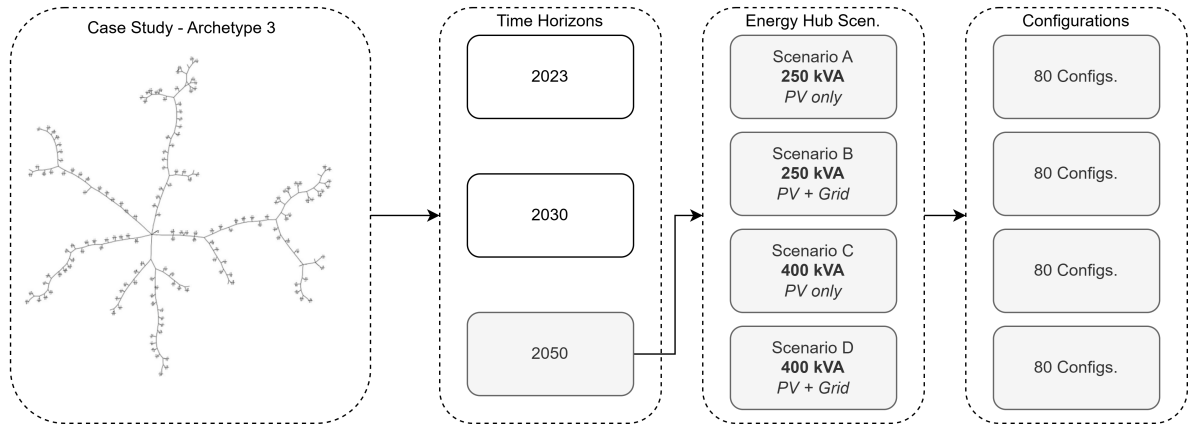 Case Study - Archetype 3
Time Horizons
2023
2030
2050
Energy Hub Scen.
Scenario A
250 kVA
PV only
Scenario B
250 kVA
PV + Grid
Scenario C
400 kVA
PV only
Scenario D
400 kVA
PV + Grid
Configurations
80 Configs.
80 Configs.
80 Configs.
80 Configs.